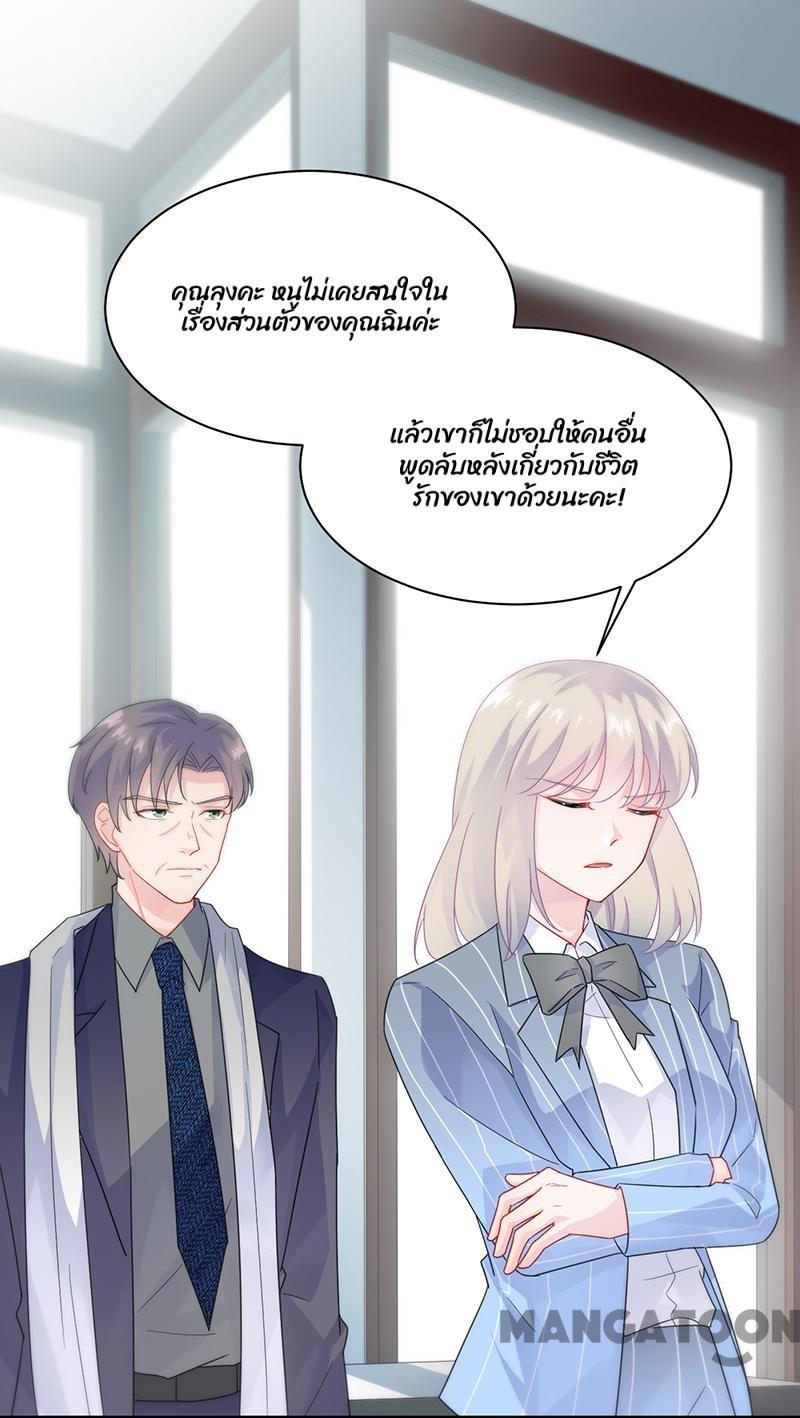 คุณลุงคะ หนูไม่เคยสนใจใน
เรื่องส่วนตัวของคุณฉินค่ะ
แล้วเขาก็ไม่ชอบให้คนอื่น
พูดลับหลังเกี่ยวกับชีวิต
รักของเขาด้วยนะคะ!
MANGATOON